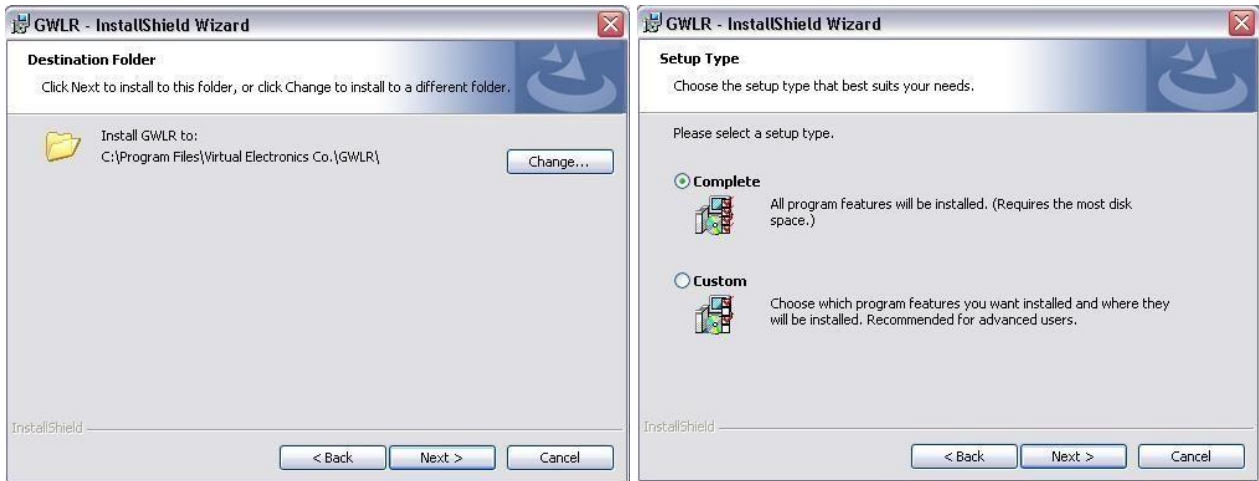 GWLR - InstallShield Wizard
Destination Folder
Click Next to install to this folder, or click Change to install to a different folder.
Install GWLR to:
C:\Program Files\Virtual Electronics Co.\GWLR\
Change...
InstallShield
< Back
Next >
Cancel
GWLR - InstallShield Wizard
Setup Type
Choose the setup type that best suits your needs.
Please select a setup type.
Complete
All program features will be installed. (Requires the most disk
space.)
Custom
Choose which program features you want installed and where they
will be installed. Recommended for advanced users.
InstallShield
< Back
Next >
Cancel